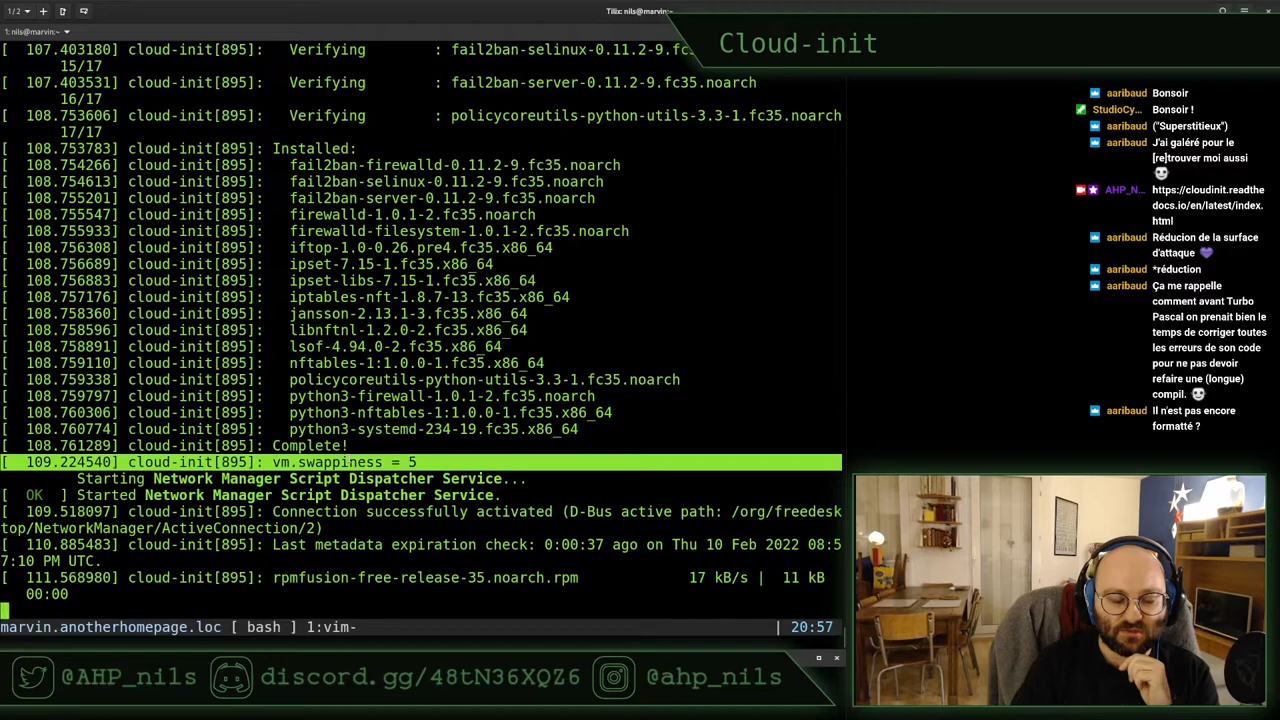 1/2
Tilix: nils@marvin:~
1: nils@marvin:~
Cloud-init
[  107.403180] cloud-init[895]:   Verifying        : fail2ban-selinux-0.11.2-9.fc
15/17
[  107.403531] cloud-init[895]:   Verifying        : fail2ban-server-0.11.2-9.fc35.noarch
16/17
[  108.753606] cloud-init[895]:   Verifying        : policycoreutils-python-utils-3.3-1.fc35.noarch
17/17
[  108.753783] cloud-init[895]: Installed:
[  108.754266] cloud-init[895]:   fail2ban-firewalld-0.11.2-9.fc35.noarch
[  108.754613] cloud-init[895]:   fail2ban-selinux-0.11.2-9.fc35.noarch
[  108.755201] cloud-init[895]:   fail2ban-server-0.11.2-9.fc35.noarch
[  108.755547] cloud-init[895]:   firewalld-1.0.1-2.fc35.noarch
[  108.755933] cloud-init[895]:   firewalld-filesystem-1.0.1-2.fc35.noarch
[  108.756308] cloud-init[895]:   iftop-1.0-0.26.pre4.fc35.x86_64
[  108.756689] cloud-init[895]:   ipset-7.15-1.fc35.x86_64
[  108.756883] cloud-init[895]:   ipset-libs-7.15-1.fc35.x86_64
[  108.757176] cloud-init[895]:   iptables-nft-1.8.7-13.fc35.x86_64
[  108.758360] cloud-init[895]:   jansson-2.13.1-3.fc35.x86_64
[  108.758596] cloud-init[895]:   libnftnl-1.2.0-2.fc35.x86_64
[  108.758891] cloud-init[895]:   lsof-4.94.0-2.fc35.x86_64
[  108.759110] cloud-init[895]:   nftables-1:1.0.0-1.fc35.x86_64
[  108.759338] cloud-init[895]:   policycoreutils-python-utils-3.3-1.fc35.noarch
[  108.759797] cloud-init[895]:   python3-firewall-1.0.1-2.fc35.noarch
[  108.760306] cloud-init[895]:   python3-nftables-1:1.0.0-1.fc35.x86_64
[  108.760774] cloud-init[895]:   python3-systemd-234-19.fc35.x86_64
[  108.761289] cloud-init[895]: Complete!
[  109.224540] cloud-init[895]: vm.swappiness = 5
Starting Network Manager Script Dispatcher Service...
[  OK  ] Started Network Manager Script Dispatcher Service.
[  109.518097] cloud-init[895]: Connection successfully activated (D-Bus active path: /org/freedesk
top/NetworkManager/ActiveConnection/2)
[  110.885483] cloud-init[895]: Last metadata expiration check: 0:00:37 ago on Thu 10 Feb 2022 08:5
7:10 PM UTC.
[  111.568980] cloud-init[895]: rpmfusion-free-release-35.noarch.rpm             17 kB/s |  11 kB
00:00
marvin.anotherhomepage.loc [ bash ] 1:vim- | 20:57
aaribaud Bonsoir
StudioCy... Bonsoir !
aaribaud ("Superstitieux")
aaribaud J'ai galéré pour le
[re]trouver moi aussi
AHP_N... https://cloudinit.readthe
docs.io/en/latest/index.
html
aaribaud Réducion de la surface
d'attaque
aaribaud *réduction
aaribaud Ça me rappelle
comment avant Turbo
Pascal on prenait bien le
temps de corriger toutes
les erreurs de son code
pour ne pas devoir
refaire une (longue)
compil.
aaribaud Il n'est pas encore
formatté ?
@AHP_nils discord.gg/48tN36XQZ6 @ahp_nils